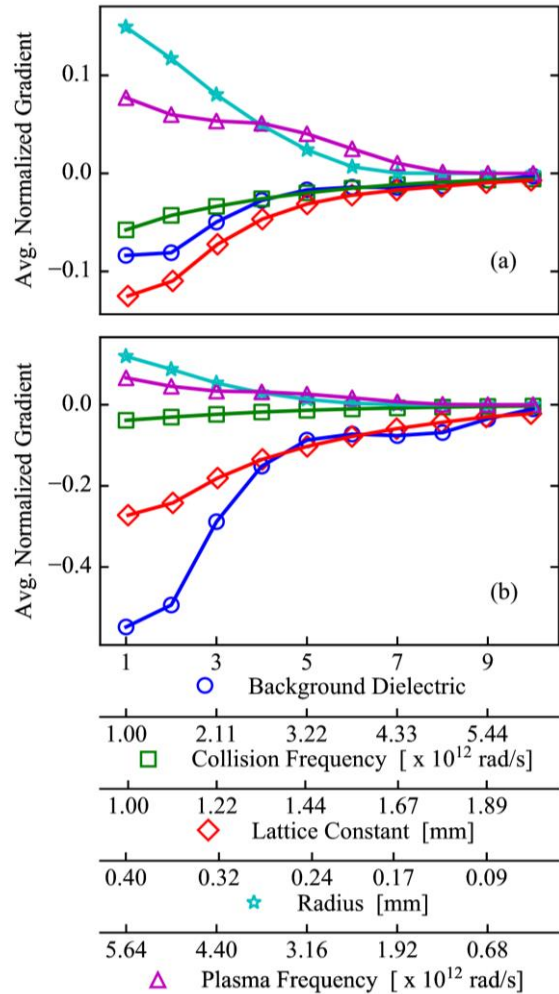 0.1
0.0
−0.1
Avg. Normalized Gradient
(a)
0.0
−0.2
−0.4
Avg. Normalized Gradient
(b)
1 3 5 7 9
Background Dielectric
1.00 2.11 3.22 4.33 5.44
Collision Frequency [ x 10¹² rad/s]
1.00 1.22 1.44 1.67 1.89
Lattice Constant [mm]
0.40 0.32 0.24 0.17 0.09
Radius [mm]
5.64 4.40 3.16 1.92 0.68
Plasma Frequency [ x 10¹² rad/s]